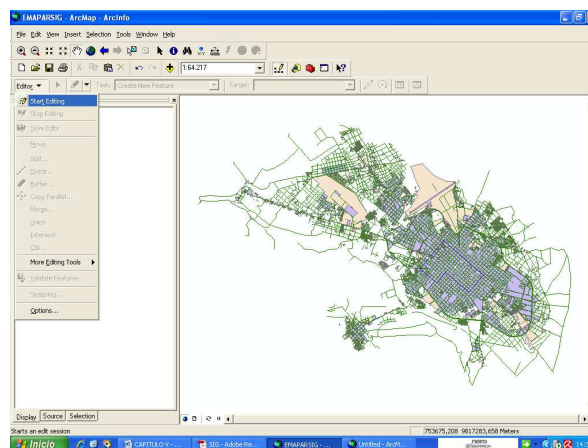 EMAPARSIG - ArcMap - ArcInfo
File Edit View Insert Selection Tools Window Help
1:64.217
Editor Task: Create New Feature Target:
Start Editing
Stop Editing
Save Edits
Move...
Split...
Divide...
Buffer...
Copy Parallel...
Merge...
Union
Intersect
Clip...
More Editing Tools
Validate Features
Snapping...
Options...
Display Source Selection
Starts an edit session
753675,208 9817283,658 Meters
Inicio
CAPITULO V - ...
SIG - Adobe Re...
EMAPARSIG - ...
Untitled - ArcM...
nero